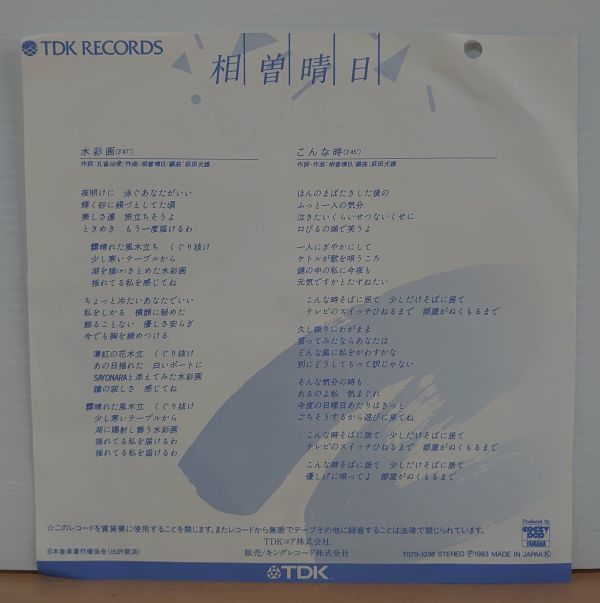 TDK RECORDS
相曽晴日
水彩画(3'47")
作詞:孔雀仙華/作曲:相曽晴日/編曲:萩田光雄
夜明けに 泳ぐあなたがいい
輝く砂に頬づえしてた頃
美しさ達 旅立ちそうよ
ときめき もう一度届けるわ
霧晴れた風木立ち くぐり抜け
少し寒いテーブルから
湖を描きとめた水彩画
揺れてる私を感じてね
ちょっと冷たいあなたでいい
私をしかる 横顔に秘めた
飾ることない 優しさ安らぎ
今でも胸を締めつける
薄紅の花木立 くぐり抜け
あの日揺れた 白いボートに
SAYONARAと添えてみた水彩画
瞳の寂しさ 感じてね
霧晴れた風木立 くぐり抜け
少し寒いテーブルから
湖に陽射し舞う水彩画
揺れてる私を届けるわ
揺れてる私を届けるわ
こんな時(3'45")
作詞・作曲:相曽晴日/編曲:萩田光雄
ほんのまばたきした後の
ふっと一人の気分
泣きたいくらいせつないくせに
口びるの端で笑うよ
一人にぎやかにして
ケトルが歌を唄うころ
鏡の中の私に今夜も
元気ですかとたずねたい
こんな時そばに居て 少しだけそばに居て
テレビのスイッチひねるまで 部屋がぬくもるまで
久し振りにわがまま
言ってみたならあなたは
どんな風に私をかわすかな
別にどうしてもって訳じゃない
そんな気分の時も
あるのよ私 気まぐれ
今度の日曜日あたりはきっと
ごちそうするから遊びに来てね
こんな時そばに居て 少しだけそばに居て
テレビのスイッチひねるまで 部屋がぬくもるまで
こんな時そばに居て 少しだけそばに居て
優しげに唄ってよ 部屋がぬくもるまで
☆このレコードを賃貸業に使用することを禁じます。またレコードから無断でテープその他に録音することは法律で禁じられています。
TDKコア株式会社
日本音楽著作権協会(出許諾済)
販売/キングレコード株式会社
Produced by
COCKY POP
YAMAHA
T07S-1036 STEREO Ⓟ1983 MADE IN JAPAN Ⓚ
TDK